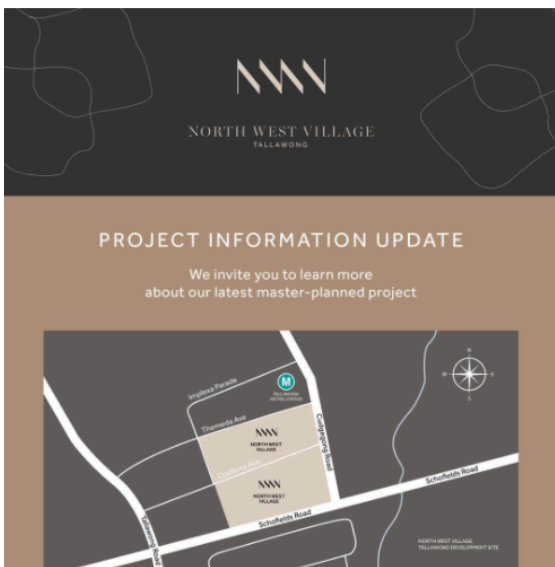 NORTH WEST VILLAGE
TALLAWONG
PROJECT INFORMATION UPDATE
We invite you to learn more
about our latest master-planned project
N
W
E
S
Implexa Parade
M
TALLAWONG
METRO STATION
Themeda Ave
NORTH WEST
VILLAGE
Cudgegong Road
Conferta Ave
NORTH WEST
VILLAGE
Schofields Road
Schofields Road
Tallawong Road
NORTH WEST VILLAGE,
TALLAWONG DEVELOPMENT SITE